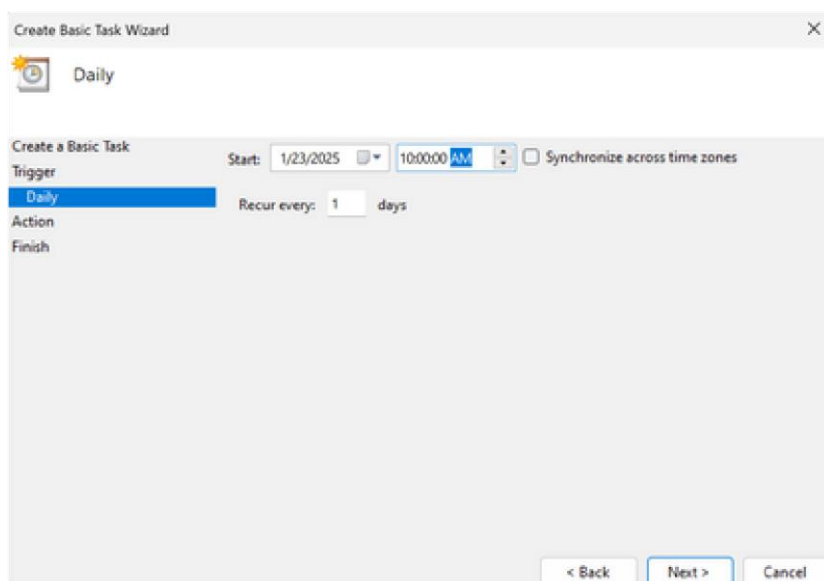 Create Basic Task Wizard
Daily
Create a Basic Task
Trigger
Daily
Action
Finish
Start: 1/23/2025 10:00:00 AM Synchronize across time zones
Recur every: 1 days
< Back Next > Cancel